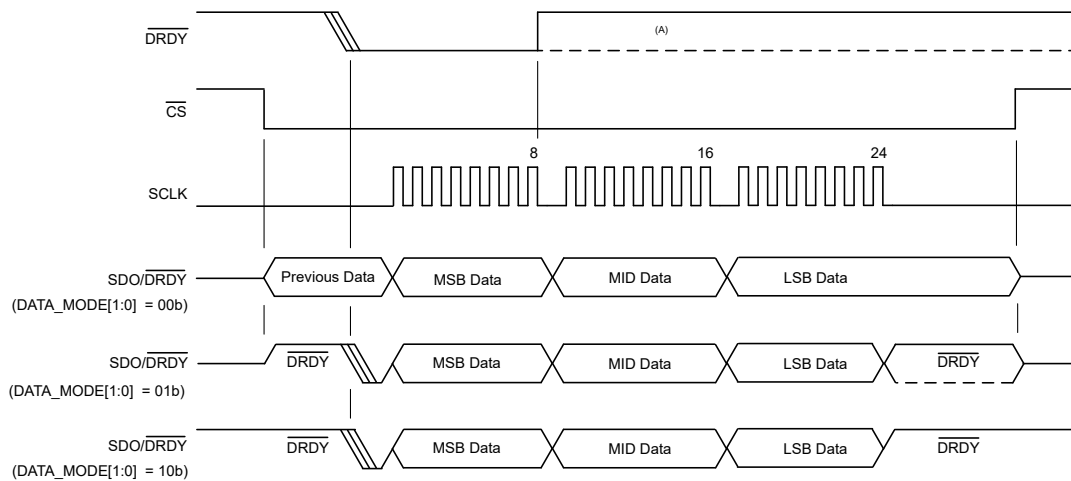 DRDY
(A)
CS
8 16 24
SCLK
SDO/DRDY
(DATA_MODE[1:0] = 00b)
Previous Data MSB Data MID Data LSB Data
SDO/DRDY
(DATA_MODE[1:0] = 01b)
DRDY MSB Data MID Data LSB Data DRDY
SDO/DRDY
(DATA_MODE[1:0] = 10b)
DRDY MSB Data MID Data LSB Data DRDY